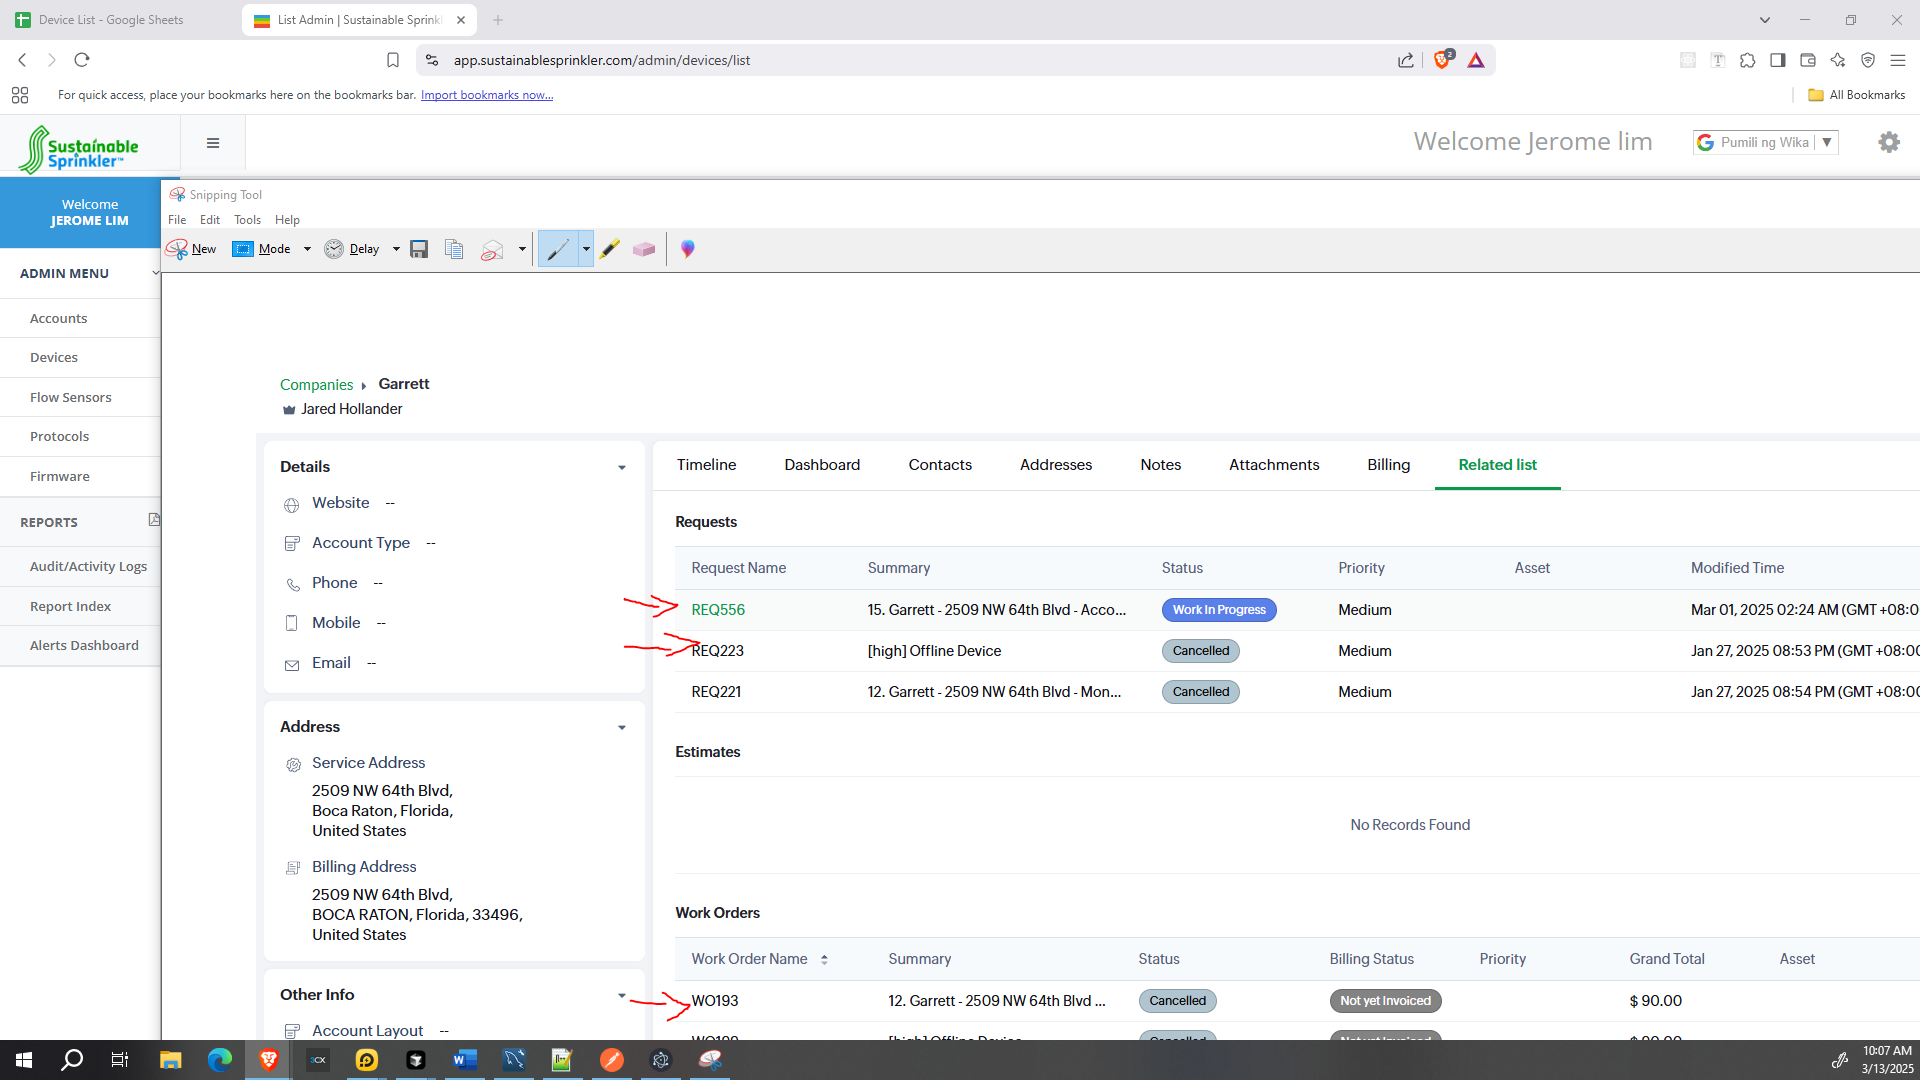 Device List - Google Sheets
List Admin | Sustainable Sprinkl
app.sustainablesprinkler.com/admin/devices/list
2
For quick access, place your bookmarks here on the bookmarks bar. Import bookmarks now...
All Bookmarks
Sustainable
Sprinkler™
Welcome Jerome lim
Pumili ng Wika
Welcome
JEROME LIM
ADMIN MENU
Accounts
Devices
Flow Sensors
Protocols
Firmware
REPORTS
Audit/Activity Logs
Report Index
Alerts Dashboard
Snipping Tool
File Edit Tools Help
New Mode Delay
Companies Garrett
Jared Hollander
Details
Website --
Account Type --
Phone --
Mobile --
Email --
Address
Service Address
2509 NW 64th Blvd,
Boca Raton, Florida,
United States
Billing Address
2509 NW 64th Blvd,
BOCA RATON, Florida, 33496,
United States
Other Info
Account Layout --
Timeline Dashboard Contacts Addresses Notes Attachments Billing Related list
Requests
Request Name Summary Status Priority Asset Modified Time
REQ556 15. Garrett - 2509 NW 64th Blvd - Acco... Work In Progress Medium Mar 01, 2025 02:24 AM (GMT +08:0
REQ223 [high] Offline Device Cancelled Medium Jan 27, 2025 08:53 PM (GMT +08:00
REQ221 12. Garrett - 2509 NW 64th Blvd - Mon... Cancelled Medium Jan 27, 2025 08:54 PM (GMT +08:00
Estimates
No Records Found
Work Orders
Work Order Name Summary Status Billing Status Priority Grand Total Asset
WO193 12. Garrett - 2509 NW 64th Blvd ... Cancelled Not yet Invoiced $ 90.00
[high] Offline Device Cancelled Not yet Invoiced
10:07 AM
3/13/2025